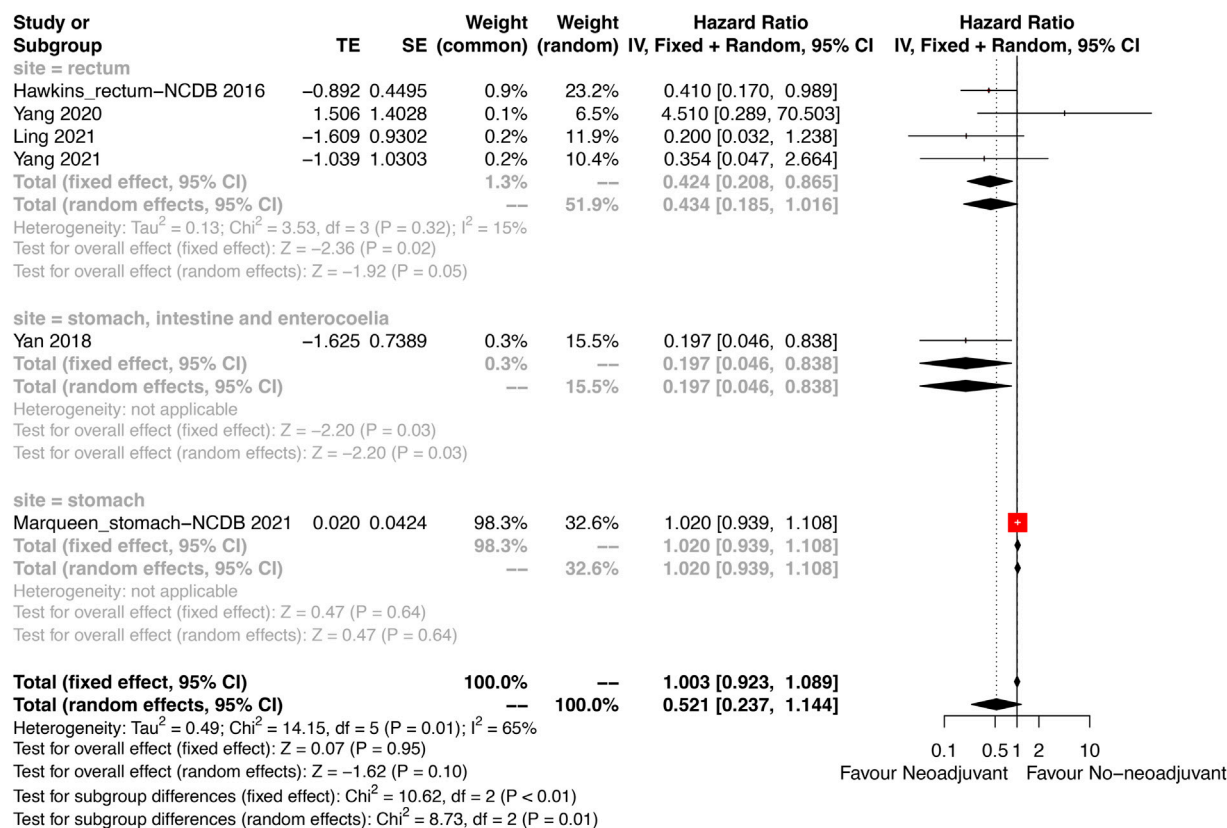 Study or Weight Weight Hazard Ratio Hazard Ratio
Subgroup TE SE (common) (random) IV, Fixed + Random, 95% CI IV, Fixed + Random, 95% CI
site = rectum
Hawkins_rectum−NCDB 2016 −0.892 0.4495 0.9% 23.2% 0.410 [0.170, 0.989]
Yang 2020 1.506 1.4028 0.1% 6.5% 4.510 [0.289, 70.503]
Ling 2021 −1.609 0.9302 0.2% 11.9% 0.200 [0.032, 1.238]
Yang 2021 −1.039 1.0303 0.2% 10.4% 0.354 [0.047, 2.664]
Total (fixed effect, 95% CI) 1.3% −− 0.424 [0.208, 0.865]
Total (random effects, 95% CI) −− 51.9% 0.434 [0.185, 1.016]
Heterogeneity: Tau² = 0.13; Chi² = 3.53, df = 3 (P = 0.32); I² = 15%
Test for overall effect (fixed effect): Z = −2.36 (P = 0.02)
Test for overall effect (random effects): Z = −1.92 (P = 0.05)
site = stomach, intestine and enterocoelia
Yan 2018 −1.625 0.7389 0.3% 15.5% 0.197 [0.046, 0.838]
Total (fixed effect, 95% CI) 0.3% −− 0.197 [0.046, 0.838]
Total (random effects, 95% CI) −− 15.5% 0.197 [0.046, 0.838]
Heterogeneity: not applicable
Test for overall effect (fixed effect): Z = −2.20 (P = 0.03)
Test for overall effect (random effects): Z = −2.20 (P = 0.03)
site = stomach
Marqueen_stomach−NCDB 2021 0.020 0.0424 98.3% 32.6% 1.020 [0.939, 1.108]
Total (fixed effect, 95% CI) 98.3% −− 1.020 [0.939, 1.108]
Total (random effects, 95% CI) −− 32.6% 1.020 [0.939, 1.108]
Heterogeneity: not applicable
Test for overall effect (fixed effect): Z = 0.47 (P = 0.64)
Test for overall effect (random effects): Z = 0.47 (P = 0.64)
Total (fixed effect, 95% CI) 100.0% −− 1.003 [0.923, 1.089]
Total (random effects, 95% CI) −− 100.0% 0.521 [0.237, 1.144]
Heterogeneity: Tau² = 0.49; Chi² = 14.15, df = 5 (P = 0.01); I² = 65%
Test for overall effect (fixed effect): Z = 0.07 (P = 0.95)
Test for overall effect (random effects): Z = −1.62 (P = 0.10)
Test for subgroup differences (fixed effect): Chi² = 10.62, df = 2 (P < 0.01)
Test for subgroup differences (random effects): Chi² = 8.73, df = 2 (P = 0.01)
0.1 0.5 1 2 10
Favour Neoadjuvant Favour No−neoadjuvant